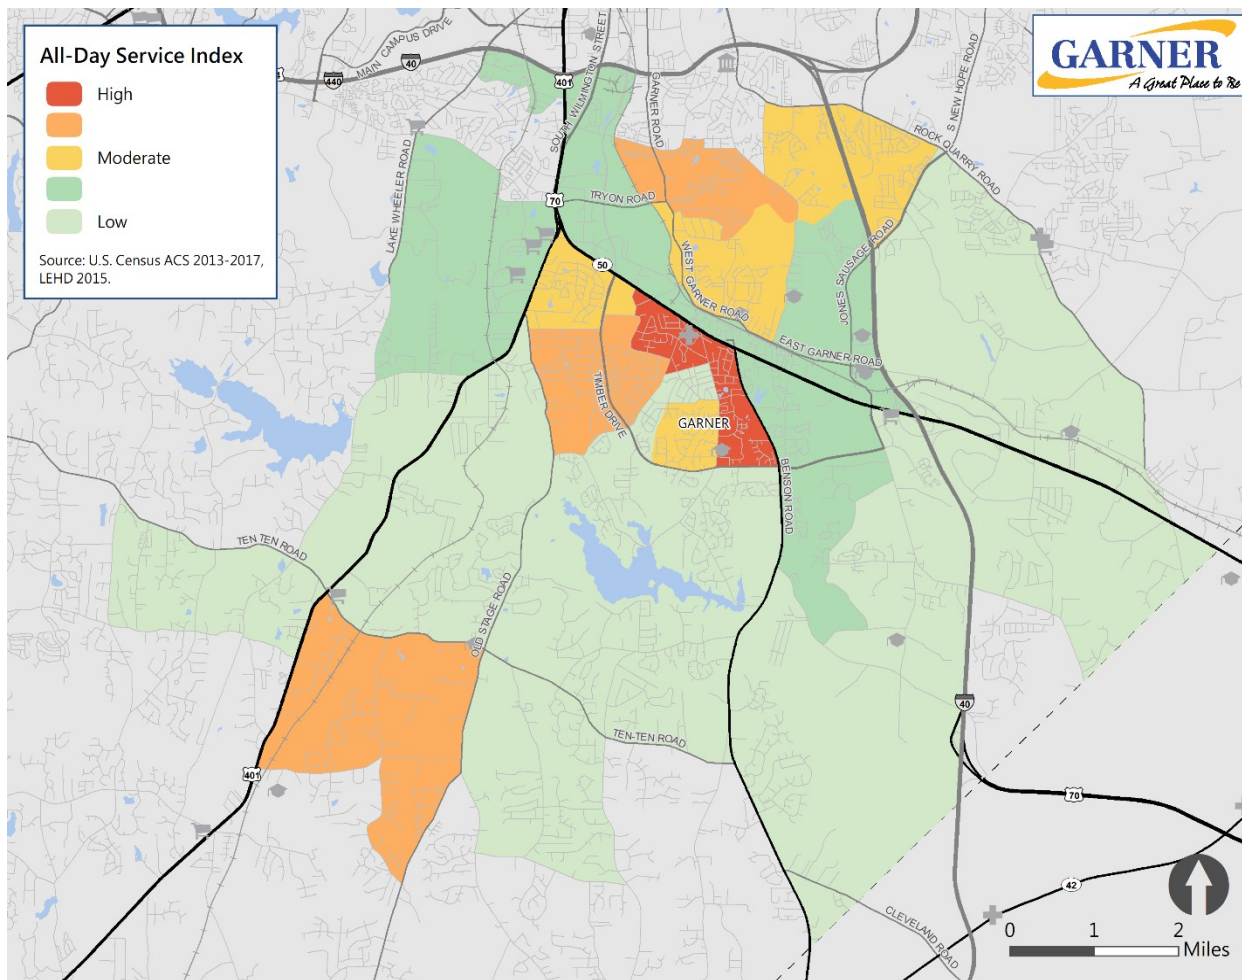 All-Day Service Index
High
Moderate
Low
Source: U.S. Census ACS 2013-2017,
LEHD 2015.
GARNER
A Great Place to Be
MAIN CAMPUS DRIVE
40
440
401
SOUTH WILMINGTON STREET
GARNER ROAD
S NEW HOPE ROAD
ROCK QUARRY ROAD
LAKE WHEELER ROAD
70
TRYON ROAD
50
WEST GARNER ROAD
JONES SAUSAGE ROAD
EAST GARNER ROAD
TIMBER DRIVE
GARNER
BENSON ROAD
TEN TEN ROAD
OLD STAGE ROAD
TEN-TEN ROAD
40
401
70
42
CLEVELAND ROAD
0 1 2
Miles